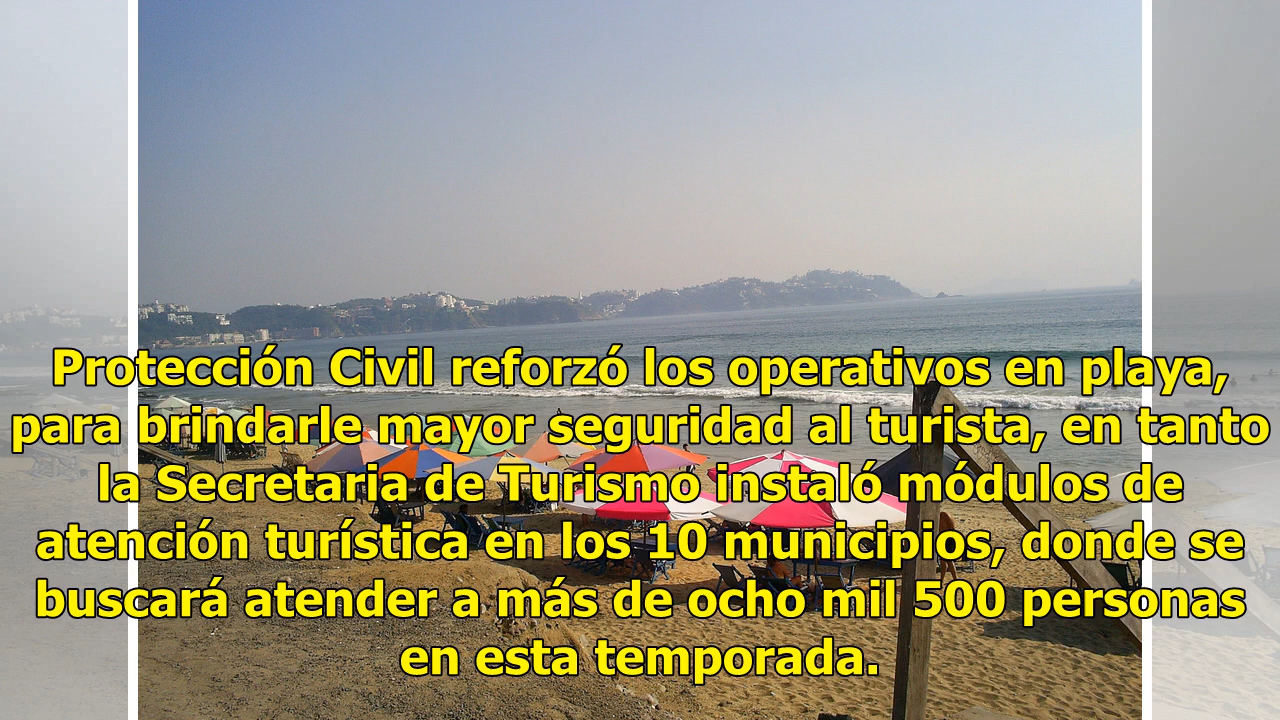 Protección Civil reforzó los operativos en playa,
para brindarle mayor seguridad al turista, en tanto
la Secretaria de Turismo instaló módulos de
atención turística en los 10 municipios, donde se
buscará atender a más de ocho mil 500 personas
en esta temporada.